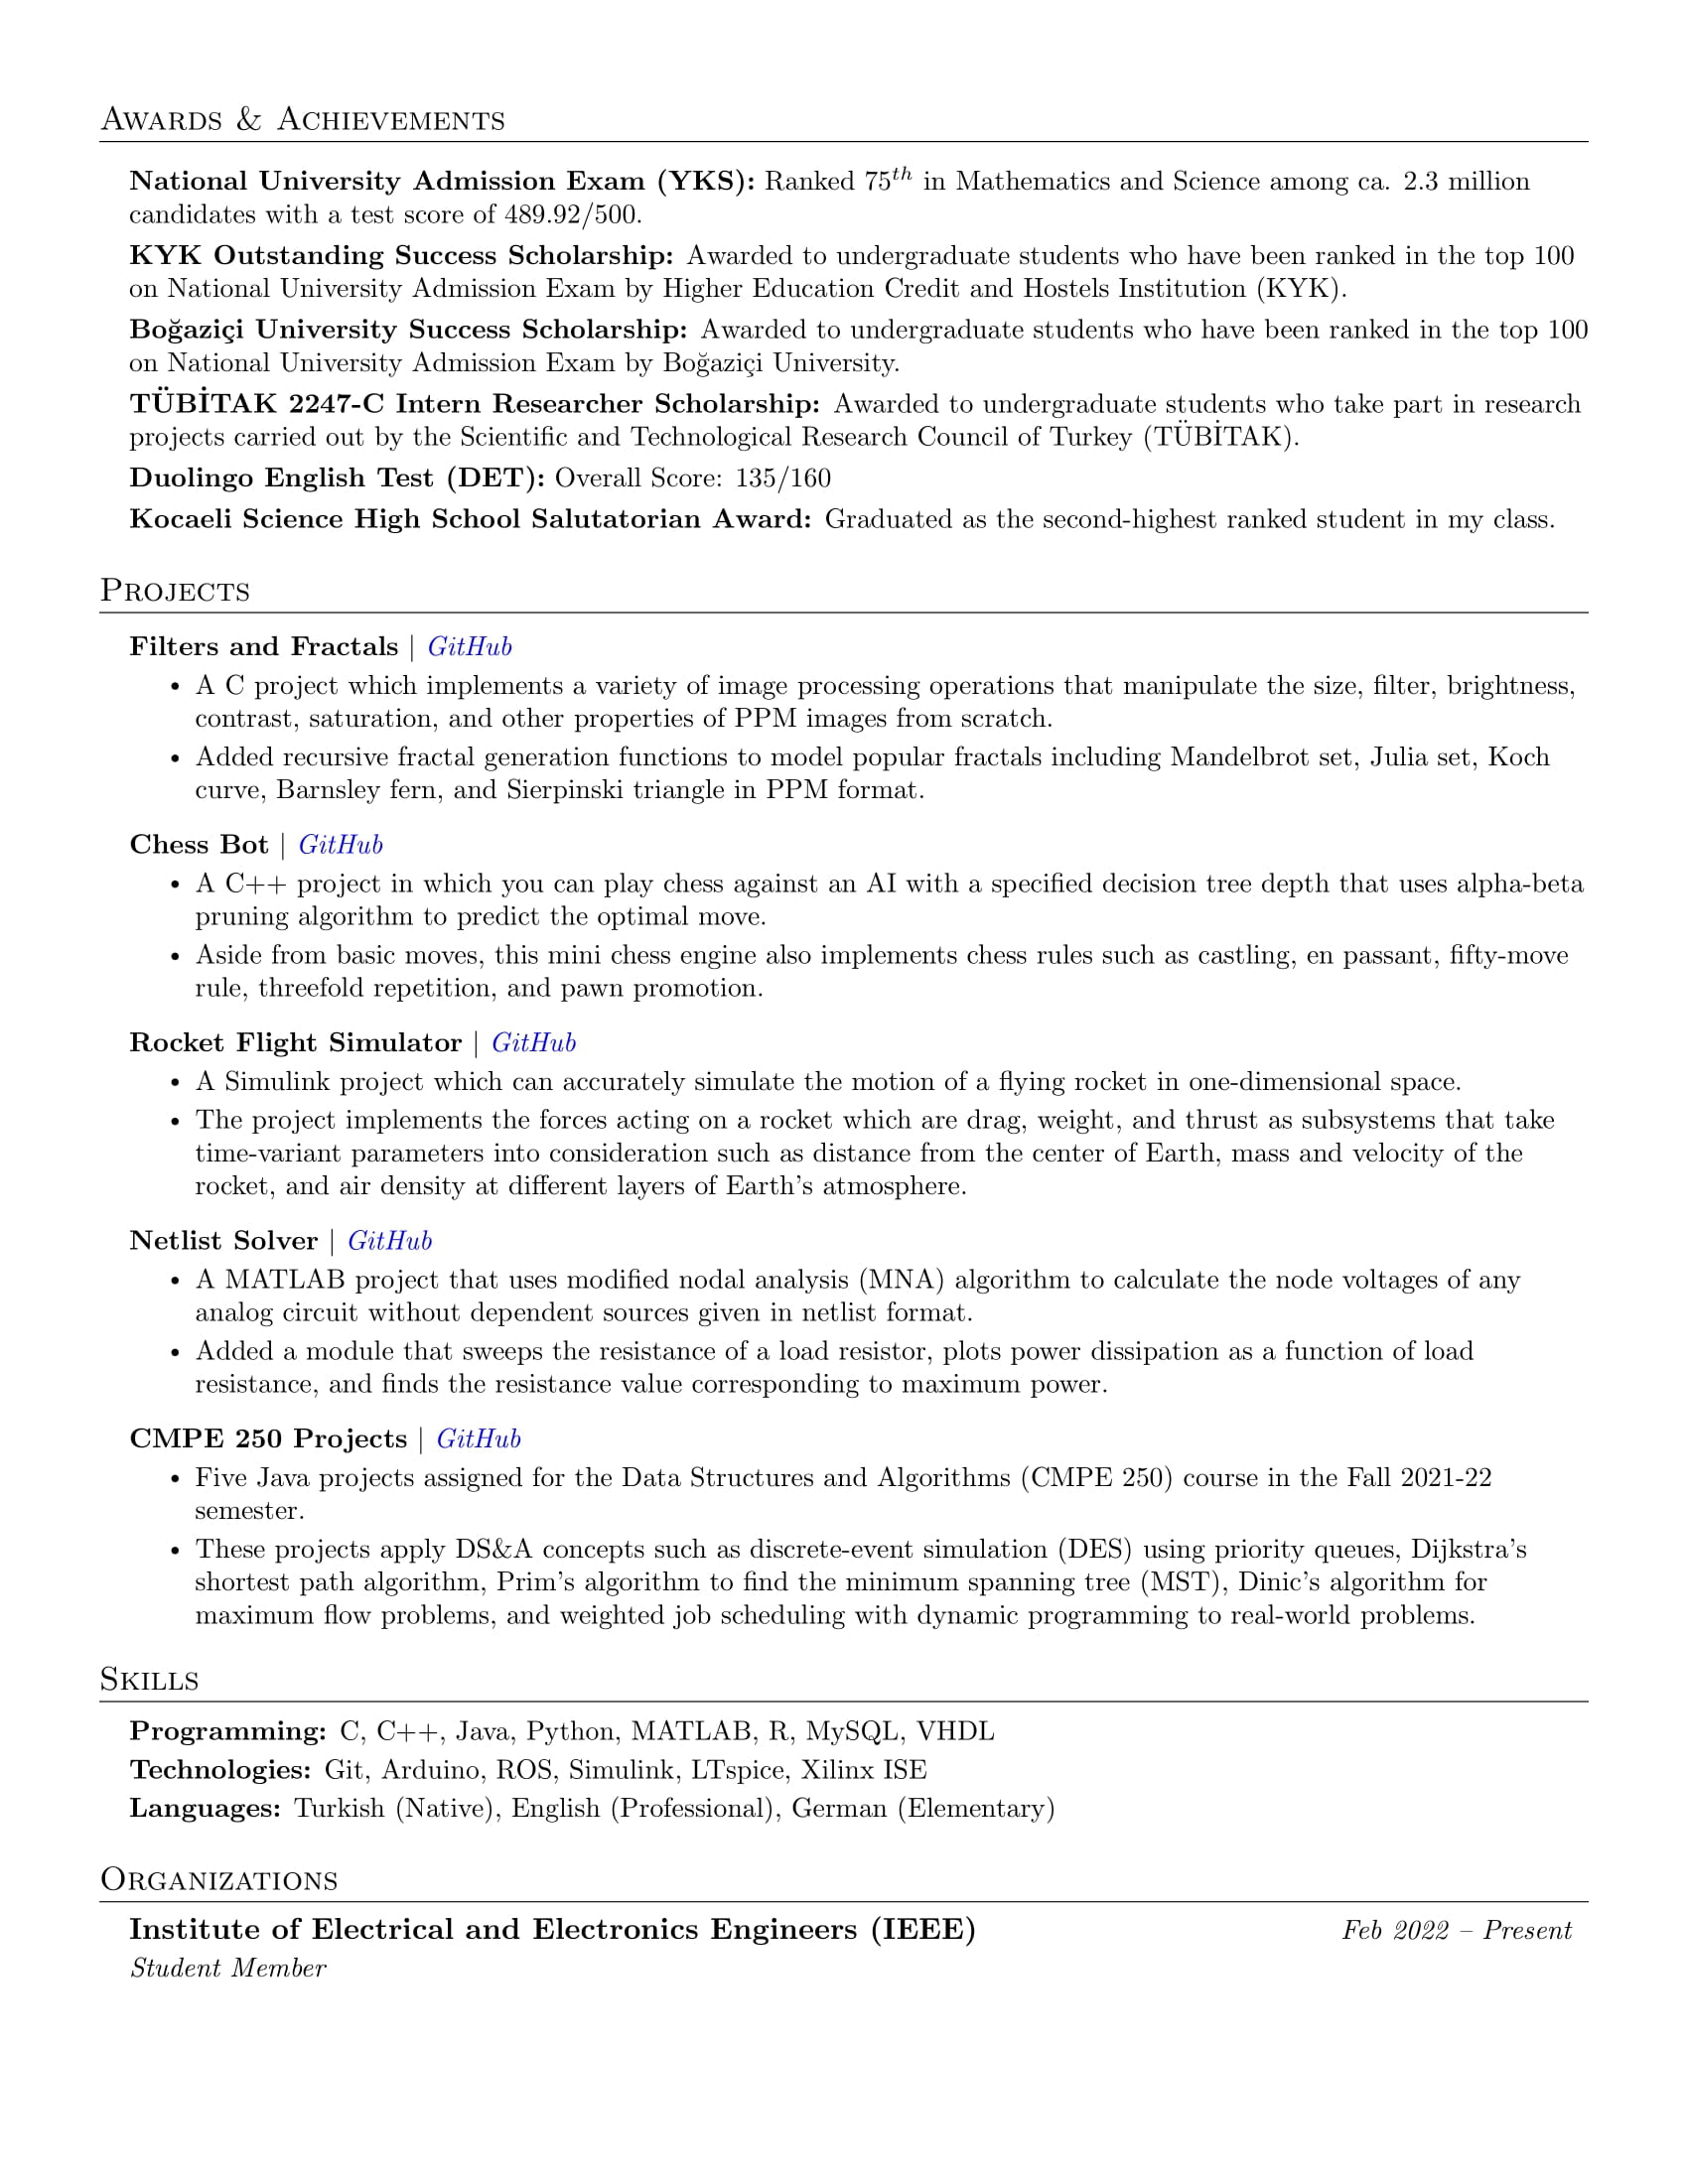 Awards & Achievements
National University Admission Exam (YKS): Ranked 75th in Mathematics and Science among ca. 2.3 million
candidates with a test score of 489.92/500.
KYK Outstanding Success Scholarship: Awarded to undergraduate students who have been ranked in the top 100
on National University Admission Exam by Higher Education Credit and Hostels Institution (KYK).
Boğaziçi University Success Scholarship: Awarded to undergraduate students who have been ranked in the top 100
on National University Admission Exam by Boğaziçi University.
TÜBİTAK 2247-C Intern Researcher Scholarship: Awarded to undergraduate students who take part in research
projects carried out by the Scientific and Technological Research Council of Turkey (TÜBİTAK).
Duolingo English Test (DET): Overall Score: 135/160
Kocaeli Science High School Salutatorian Award: Graduated as the second-highest ranked student in my class.
Projects
Filters and Fractals | GitHub
• A C project which implements a variety of image processing operations that manipulate the size, filter, brightness,
contrast, saturation, and other properties of PPM images from scratch.
• Added recursive fractal generation functions to model popular fractals including Mandelbrot set, Julia set, Koch
curve, Barnsley fern, and Sierpinski triangle in PPM format.
Chess Bot | GitHub
• A C++ project in which you can play chess against an AI with a specified decision tree depth that uses alpha-beta
pruning algorithm to predict the optimal move.
• Aside from basic moves, this mini chess engine also implements chess rules such as castling, en passant, fifty-move
rule, threefold repetition, and pawn promotion.
Rocket Flight Simulator | GitHub
• A Simulink project which can accurately simulate the motion of a flying rocket in one-dimensional space.
• The project implements the forces acting on a rocket which are drag, weight, and thrust as subsystems that take
time-variant parameters into consideration such as distance from the center of Earth, mass and velocity of the
rocket, and air density at different layers of Earth's atmosphere.
Netlist Solver | GitHub
• A MATLAB project that uses modified nodal analysis (MNA) algorithm to calculate the node voltages of any
analog circuit without dependent sources given in netlist format.
• Added a module that sweeps the resistance of a load resistor, plots power dissipation as a function of load
resistance, and finds the resistance value corresponding to maximum power.
CMPE 250 Projects | GitHub
• Five Java projects assigned for the Data Structures and Algorithms (CMPE 250) course in the Fall 2021-22
semester.
• These projects apply DS&A concepts such as discrete-event simulation (DES) using priority queues, Dijkstra's
shortest path algorithm, Prim's algorithm to find the minimum spanning tree (MST), Dinic's algorithm for
maximum flow problems, and weighted job scheduling with dynamic programming to real-world problems.
Skills
Programming: C, C++, Java, Python, MATLAB, R, MySQL, VHDL
Technologies: Git, Arduino, ROS, Simulink, LTspice, Xilinx ISE
Languages: Turkish (Native), English (Professional), German (Elementary)
Organizations
Institute of Electrical and Electronics Engineers (IEEE) Feb 2022 – Present
Student Member